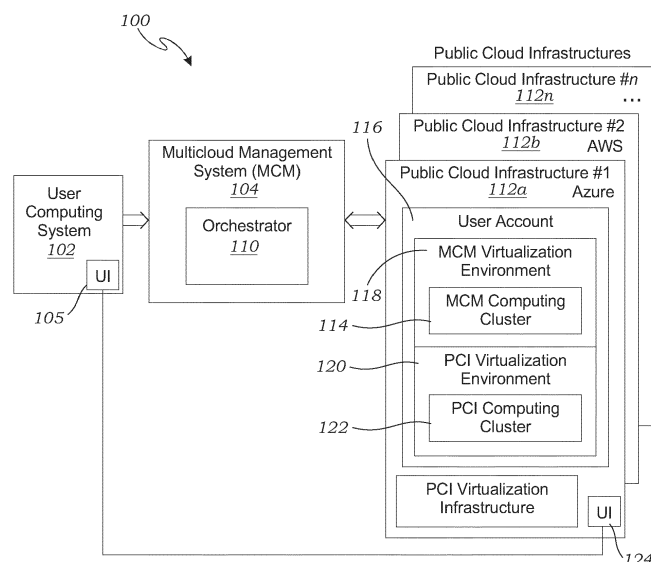 100
Public Cloud Infrastructures
Public Cloud Infrastructure #n
112n
...
116
Public Cloud Infrastructure #2
112b
AWS
Multicloud Management
System (MCM)
104
Public Cloud Infrastructure #1
112a
Azure
User
Computing
System
102
Orchestrator
110
User Account
MCM Virtualization
Environment
118
UI
105
114
MCM Computing
Cluster
120
PCI Virtualization
Environment
122
PCI Computing
Cluster
PCI Virtualization
Infrastructure
UI
124